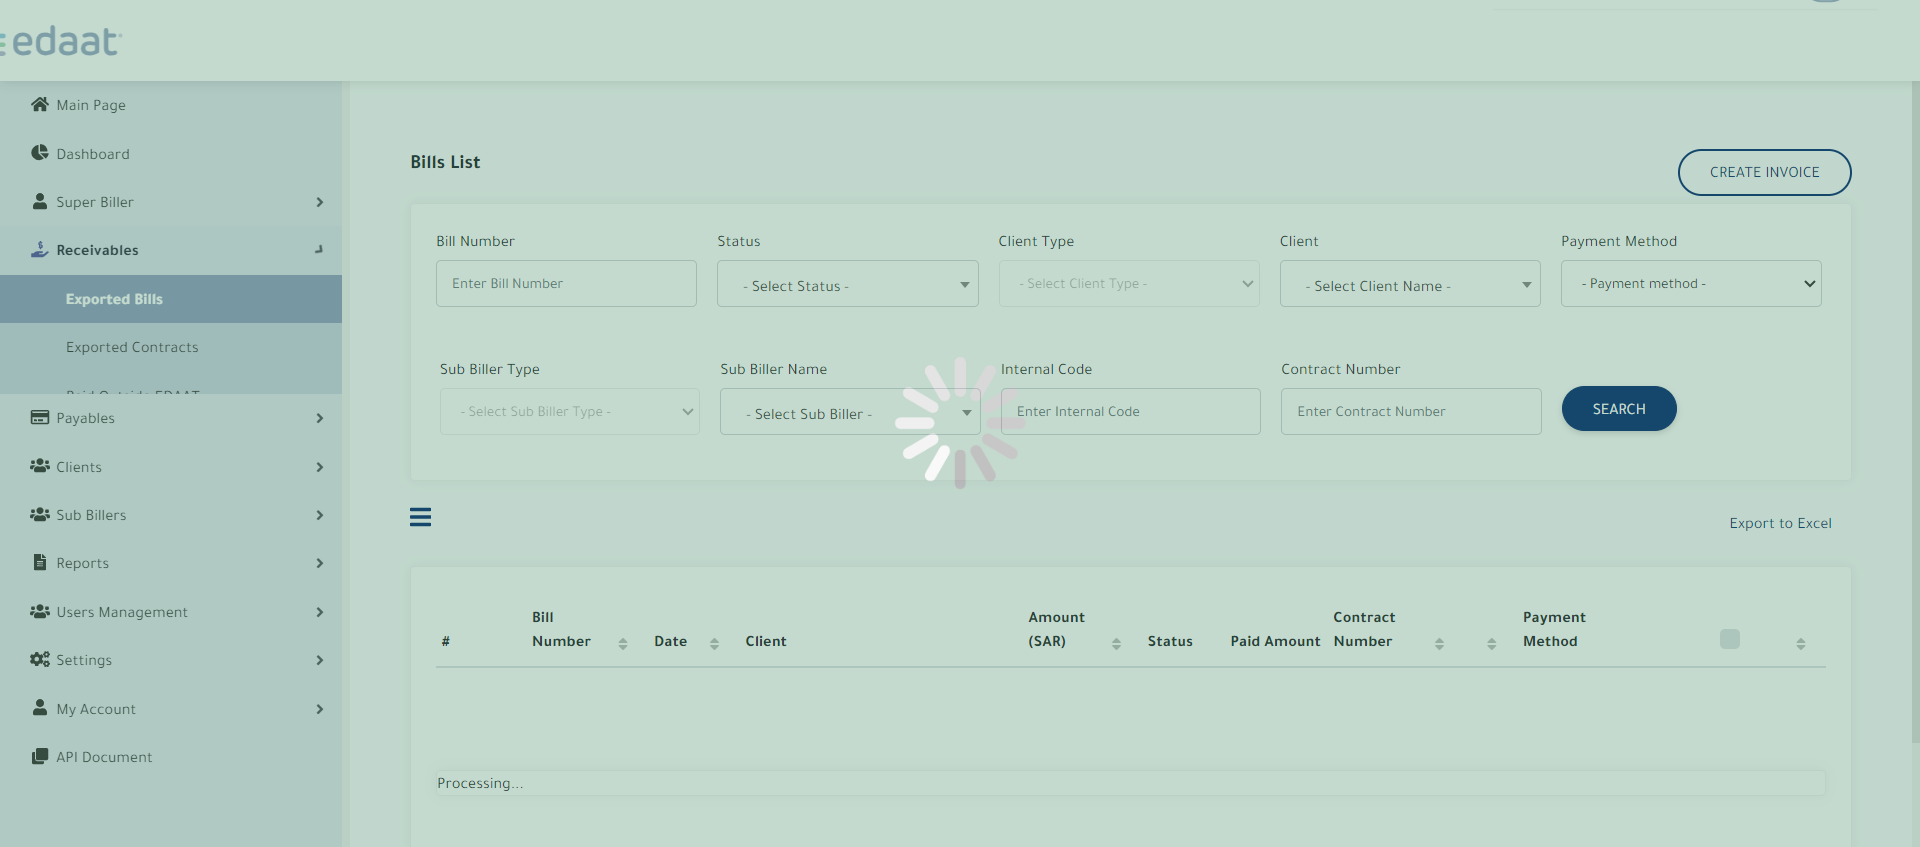 edaat
Main Page
Dashboard
Super Biller
Receivables
Exported Bills
Exported Contracts
Paid Outside EDAAT
Payables
Clients
Sub Billers
Reports
Users Management
Settings
My Account
API Document
Bills List
CREATE INVOICE
Bill Number
Status
Client Type
Client
Payment Method
Enter Bill Number
- Select Status -
- Select Client Type -
- Select Client Name -
- Payment method -
Sub Biller Type
Sub Biller Name
Internal Code
Contract Number
- Select Sub Biller Type -
- Select Sub Biller -
Enter Internal Code
Enter Contract Number
SEARCH
Export to Excel
#
Bill
Number
Date
Client
Amount
(SAR)
Status
Paid Amount
Contract
Number
Payment
Method
Processing...